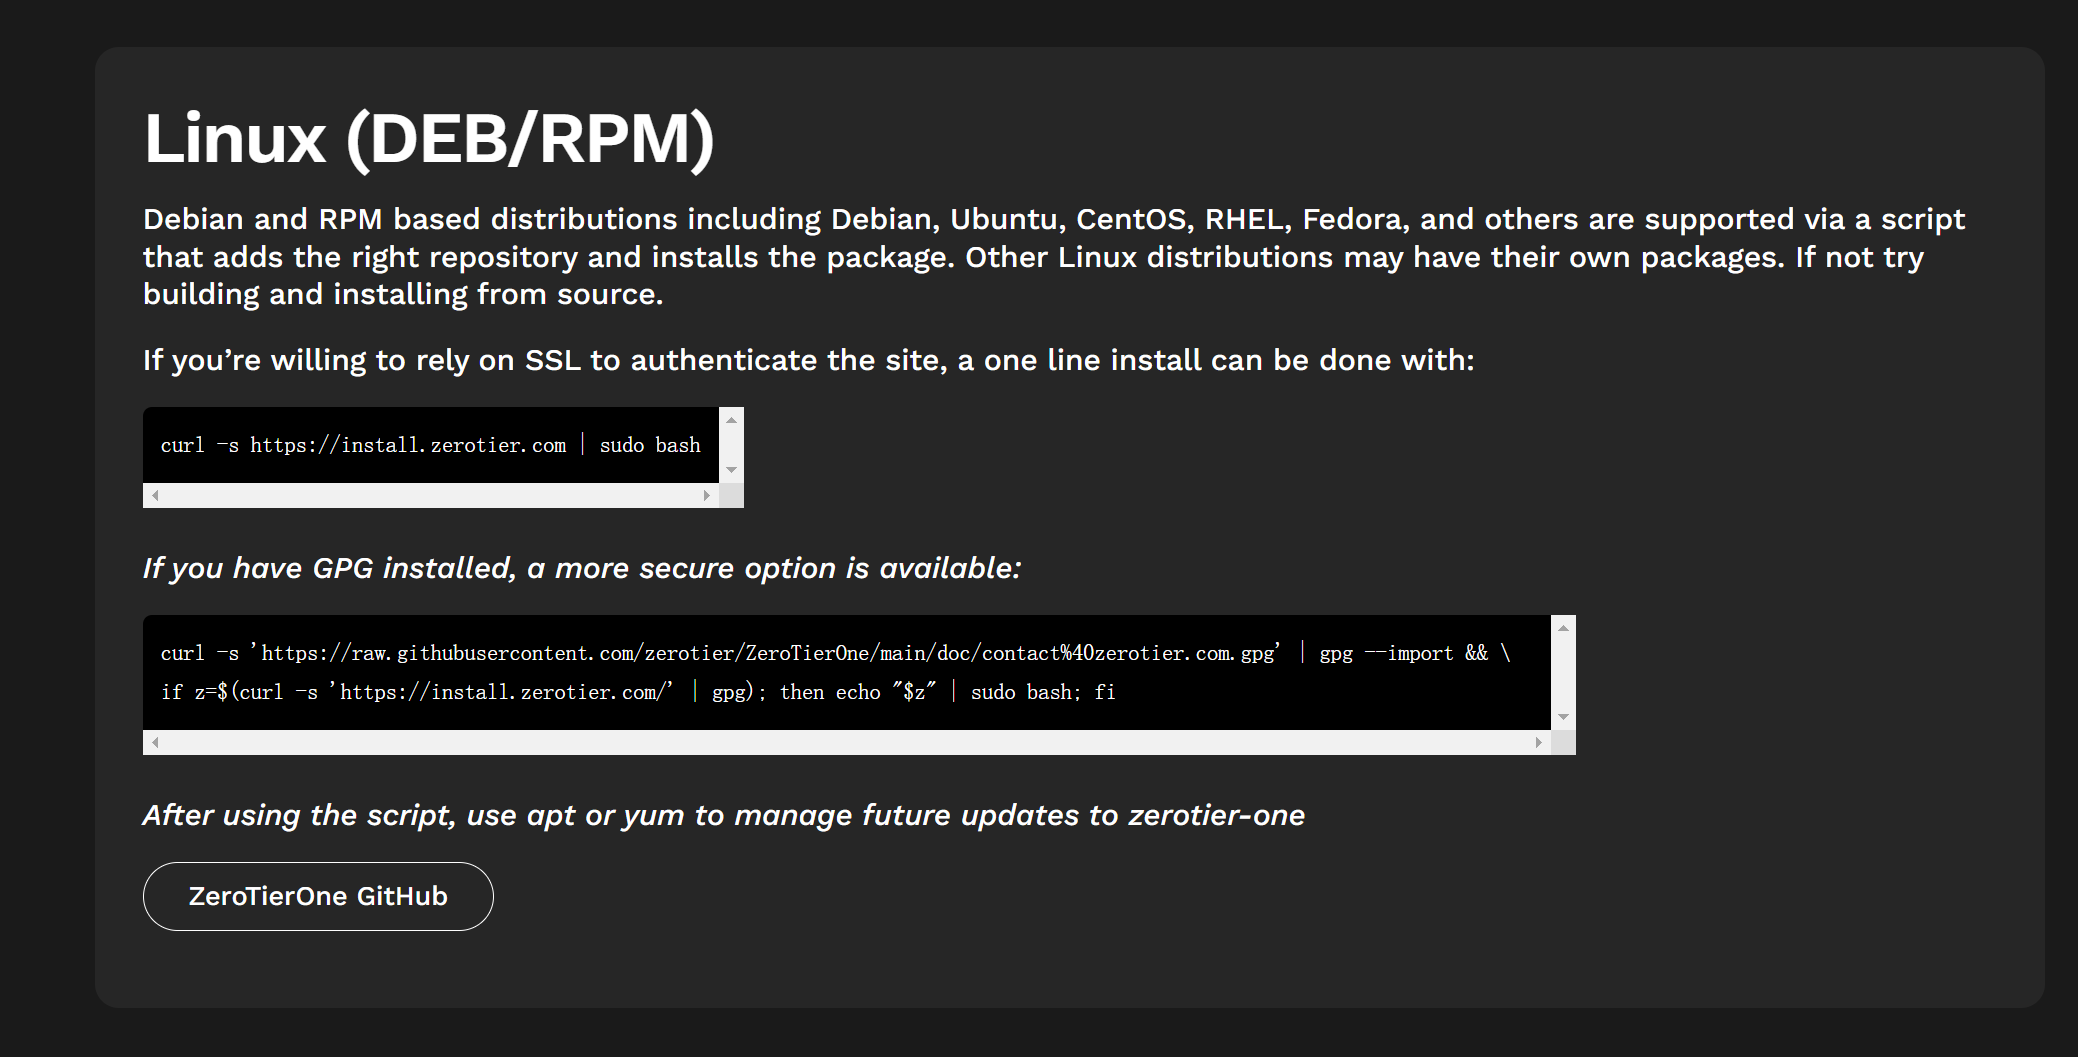 Linux (DEB/RPM)
Debian and RPM based distributions including Debian, Ubuntu, CentOS, RHEL, Fedora, and others are supported via a script
that adds the right repository and installs the package. Other Linux distributions may have their own packages. If not try
building and installing from source.
If you’re willing to rely on SSL to authenticate the site, a one line install can be done with:
curl -s https://install.zerotier.com | sudo bash
If you have GPG installed, a more secure option is available:
curl -s 'https://raw.githubusercontent.com/zerotier/ZeroTierOne/main/doc/contact%40zerotier.com.gpg' | gpg --import && \
if z=$(curl -s 'https://install.zerotier.com/' | gpg); then echo "$z" | sudo bash; fi
After using the script, use apt or yum to manage future updates to zerotier-one
ZeroTierOne GitHub